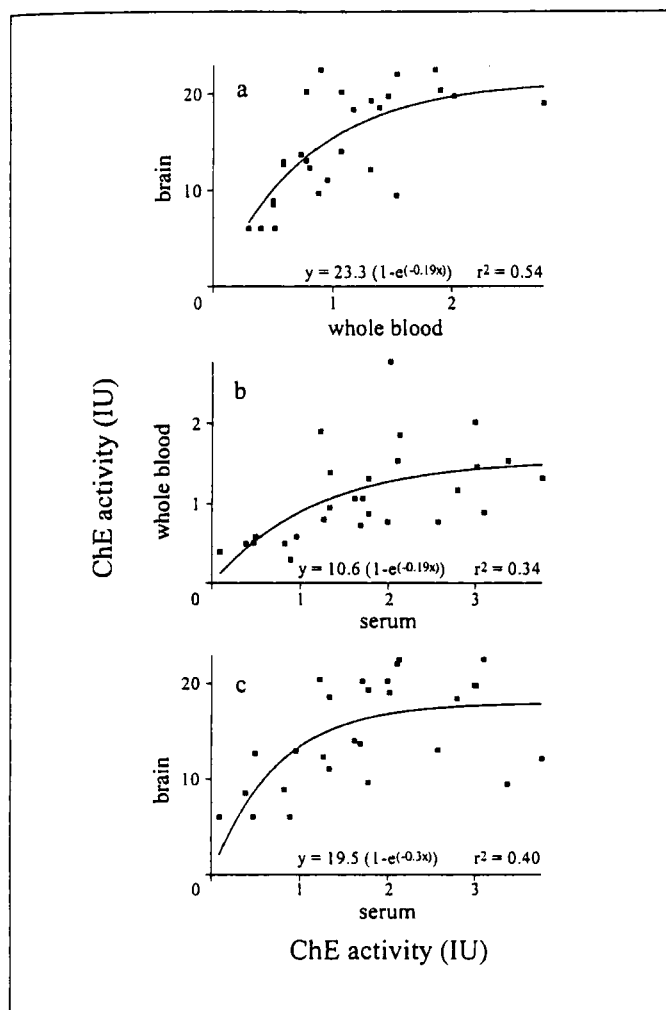 a
20
10
0
brain
y = 23.3 (1-e(-0.19x)) r² = 0.54
1
2
whole blood
ChE activity (IU)
b
2
1
0
whole blood
y = 10.6 (1-e(-0.19x)) r² = 0.34
1
2
3
serum
c
20
10
0
brain
y = 19.5 (1-e(-0.3x)) r² = 0.40
1
2
3
serum
ChE activity (IU)